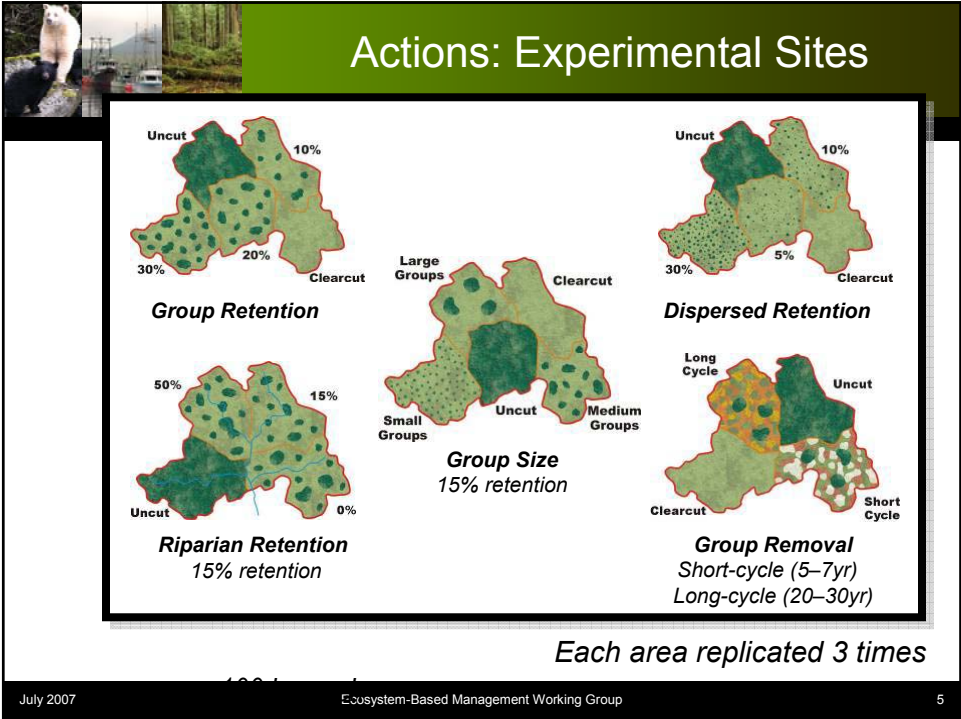 Actions: Experimental Sites
Uncut
10%
30%
20%
Clearcut
Group Retention
Uncut
10%
30%
5%
Clearcut
Dispersed Retention
Large
Groups
Clearcut
Small
Groups
Uncut
Medium
Groups
Group Size
15% retention
50%
15%
Uncut
0%
Riparian Retention
15% retention
Long
Cycle
Uncut
Clearcut
Short
Cycle
Group Removal
Short-cycle (5–7yr)
Long-cycle (20–30yr)
Each area replicated 3 times
July 2007
Ecosystem-Based Management Working Group
5